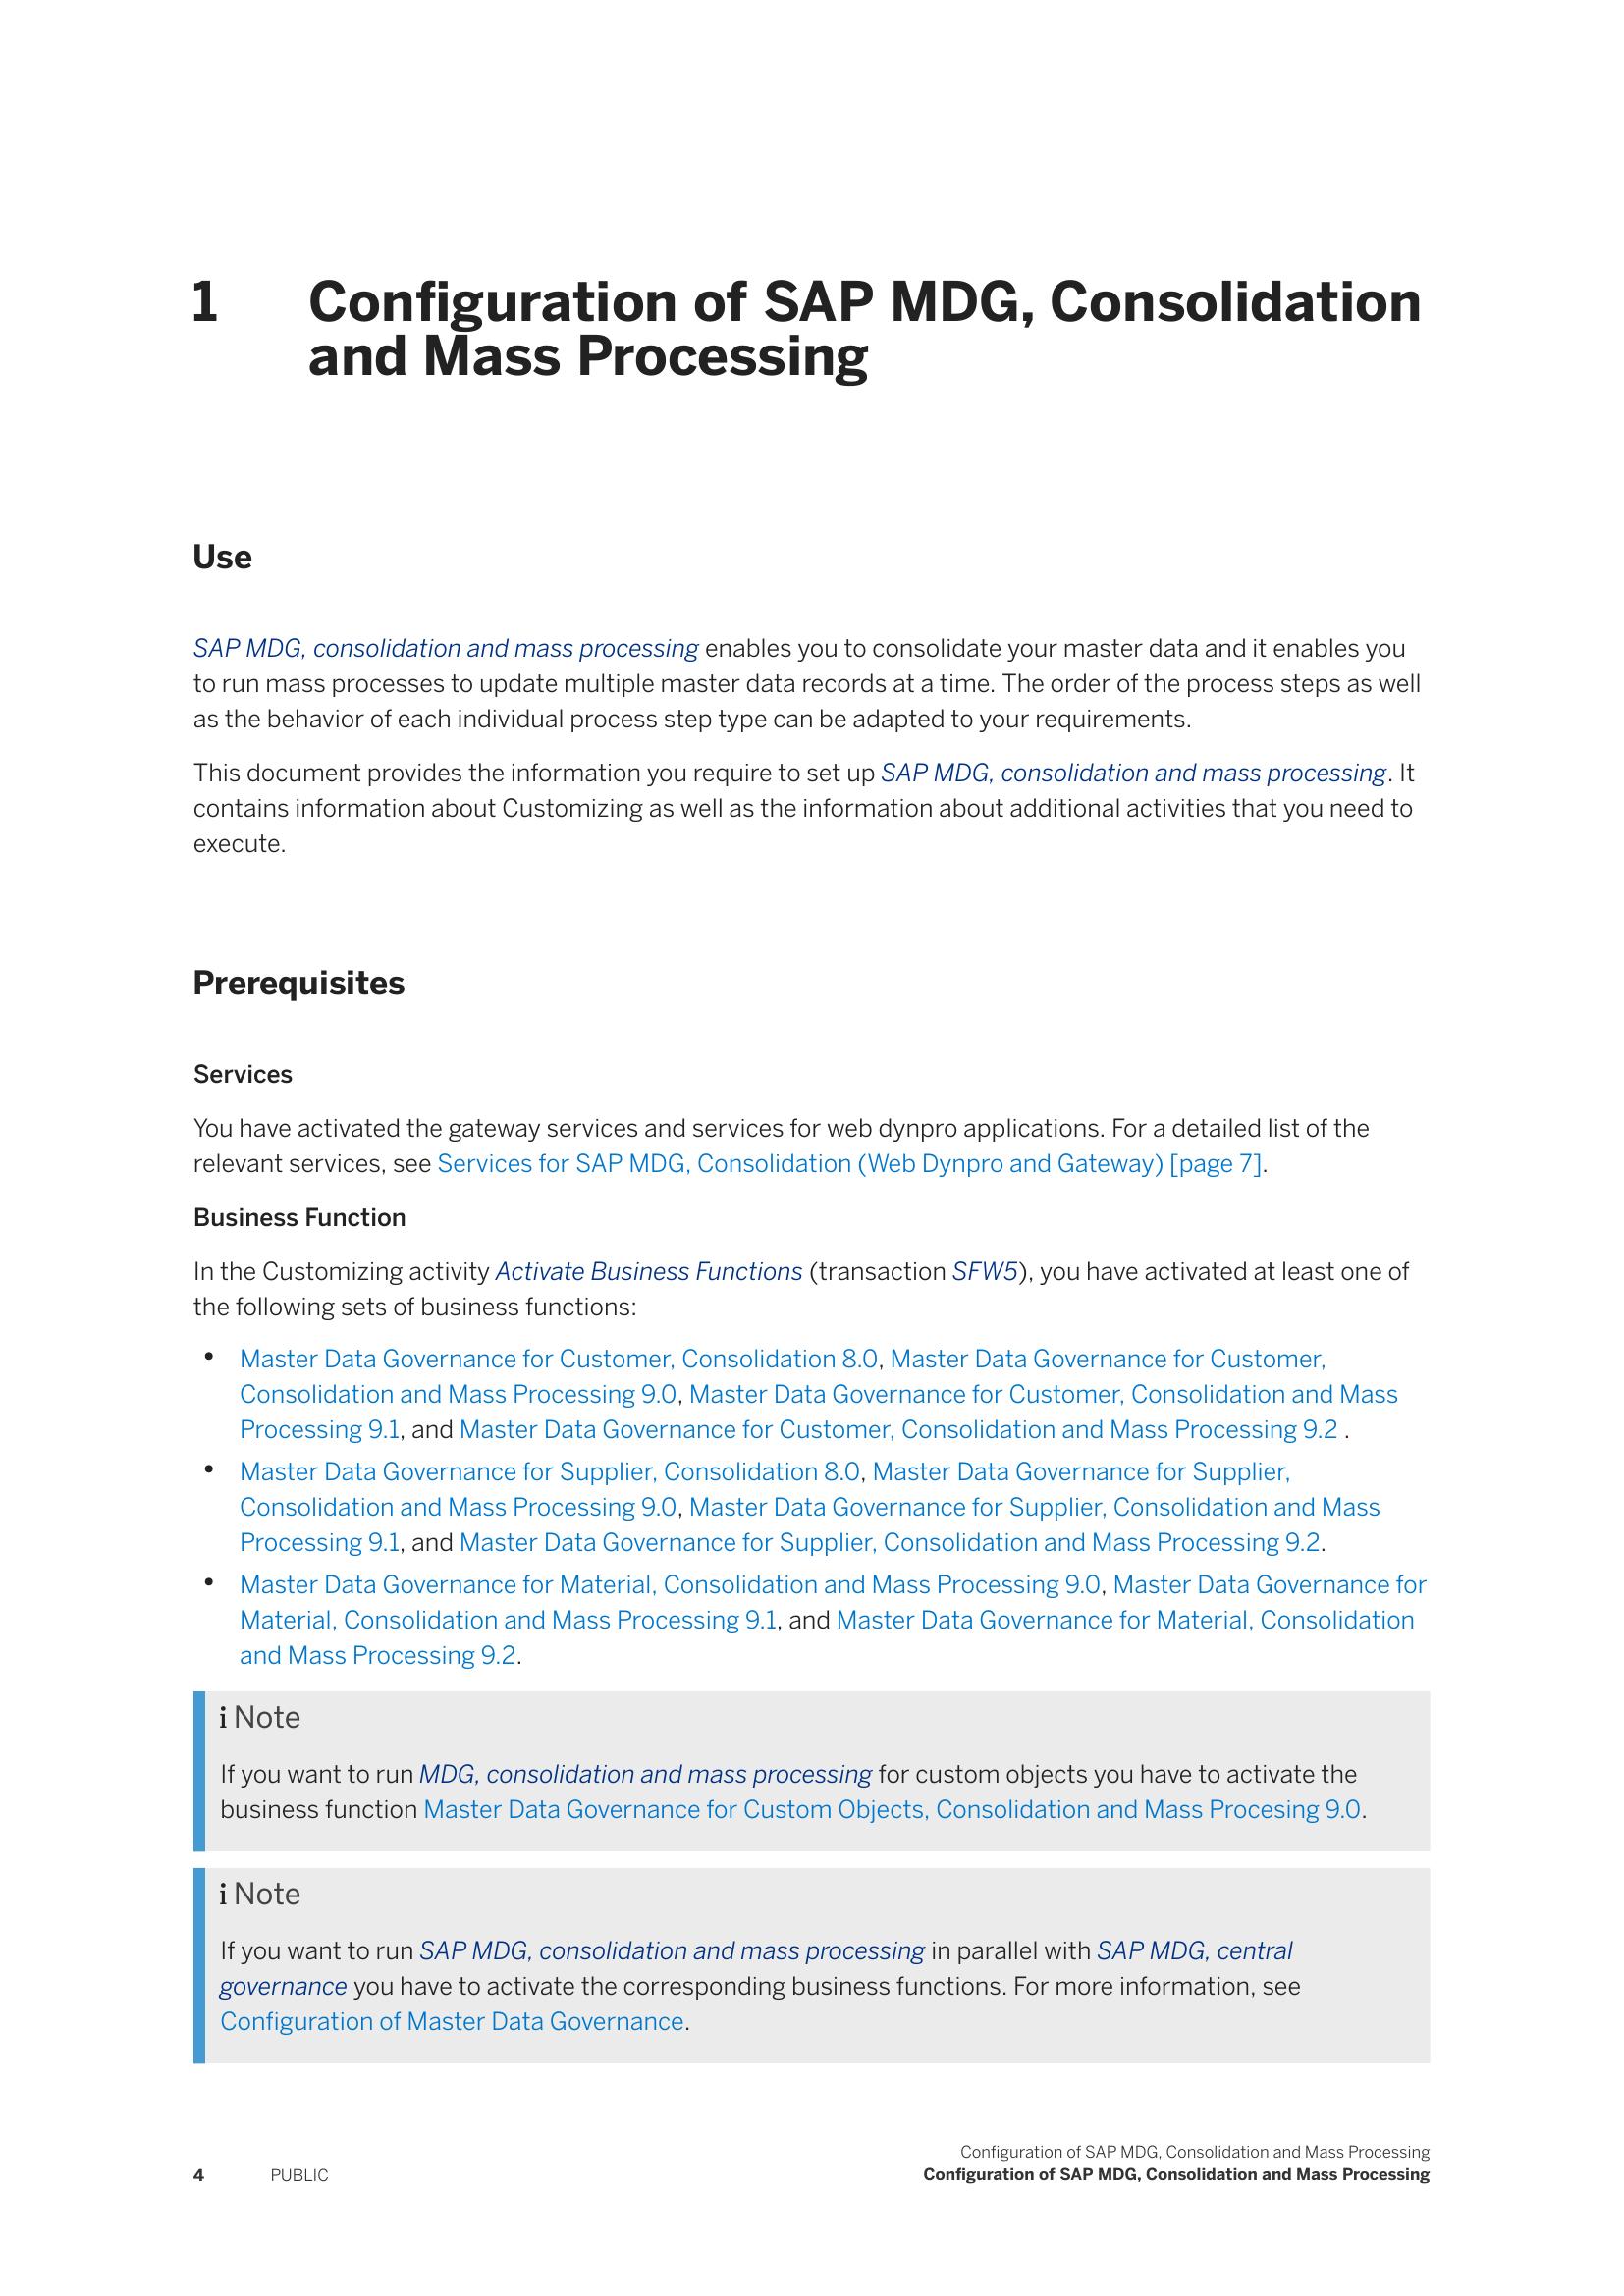 1 Configuration of SAP MDG, Consolidation
and Mass Processing
Use
SAP MDG, consolidation and mass processing enables you to consolidate your master data and it enables you
to run mass processes to update multiple master data records at a time. The order of the process steps as well
as the behavior of each individual process step type can be adapted to your requirements.
This document provides the information you require to set up SAP MDG, consolidation and mass processing. It
contains information about Customizing as well as the information about additional activities that you need to
execute.
Prerequisites
Services
You have activated the gateway services and services for web dynpro applications. For a detailed list of the
relevant services, see Services for SAP MDG, Consolidation (Web Dynpro and Gateway) [page 7].
Business Function
In the Customizing activity Activate Business Functions (transaction SFW5), you have activated at least one of
the following sets of business functions:
• Master Data Governance for Customer, Consolidation 8.0, Master Data Governance for Customer,
Consolidation and Mass Processing 9.0, Master Data Governance for Customer, Consolidation and Mass
Processing 9.1, and Master Data Governance for Customer, Consolidation and Mass Processing 9.2 .
• Master Data Governance for Supplier, Consolidation 8.0, Master Data Governance for Supplier,
Consolidation and Mass Processing 9.0, Master Data Governance for Supplier, Consolidation and Mass
Processing 9.1, and Master Data Governance for Supplier, Consolidation and Mass Processing 9.2.
• Master Data Governance for Material, Consolidation and Mass Processing 9.0, Master Data Governance for
Material, Consolidation and Mass Processing 9.1, and Master Data Governance for Material, Consolidation
and Mass Processing 9.2.
i Note
If you want to run MDG, consolidation and mass processing for custom objects you have to activate the
business function Master Data Governance for Custom Objects, Consolidation and Mass Procesing 9.0.
i Note
If you want to run SAP MDG, consolidation and mass processing in parallel with SAP MDG, central
governance you have to activate the corresponding business functions. For more information, see
Configuration of Master Data Governance.
Configuration of SAP MDG, Consolidation and Mass Processing
4 PUBLIC Configuration of SAP MDG, Consolidation and Mass Processing